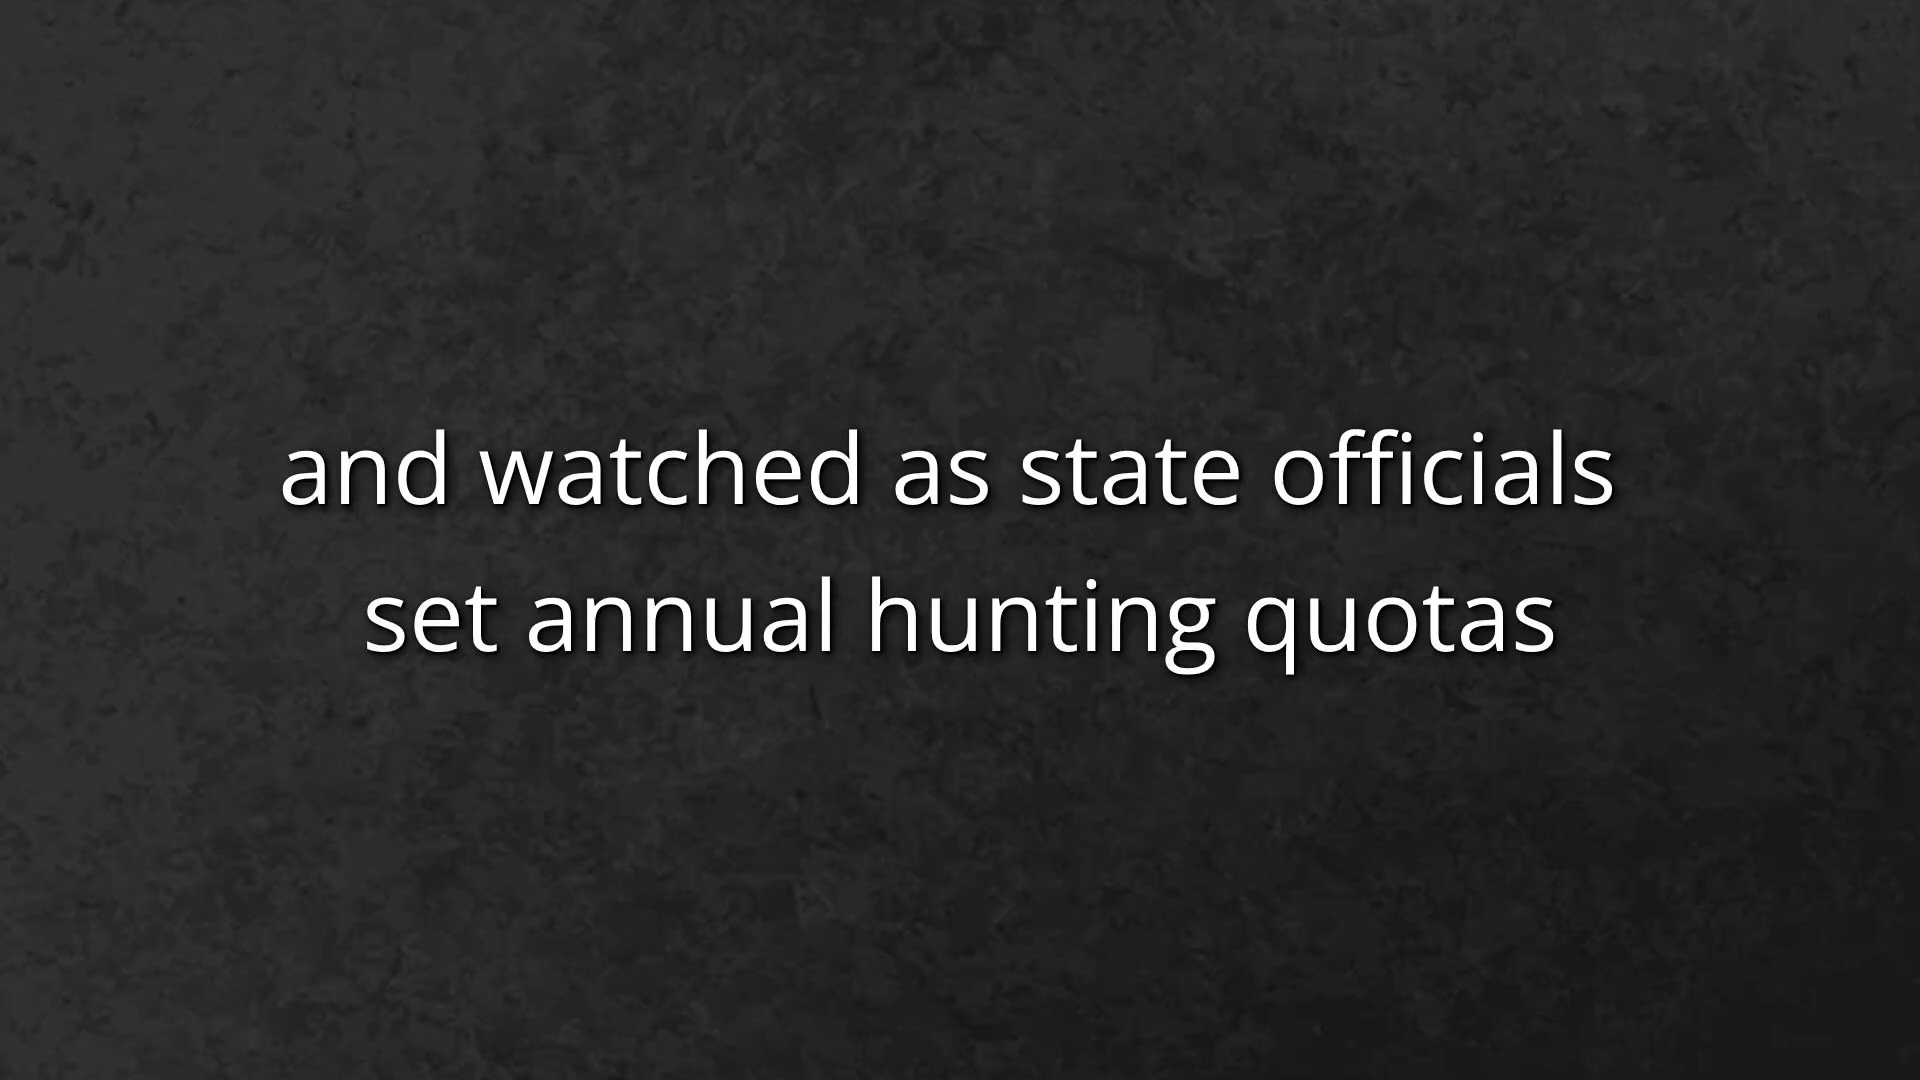 and watched as state officials
set annual hunting quotas